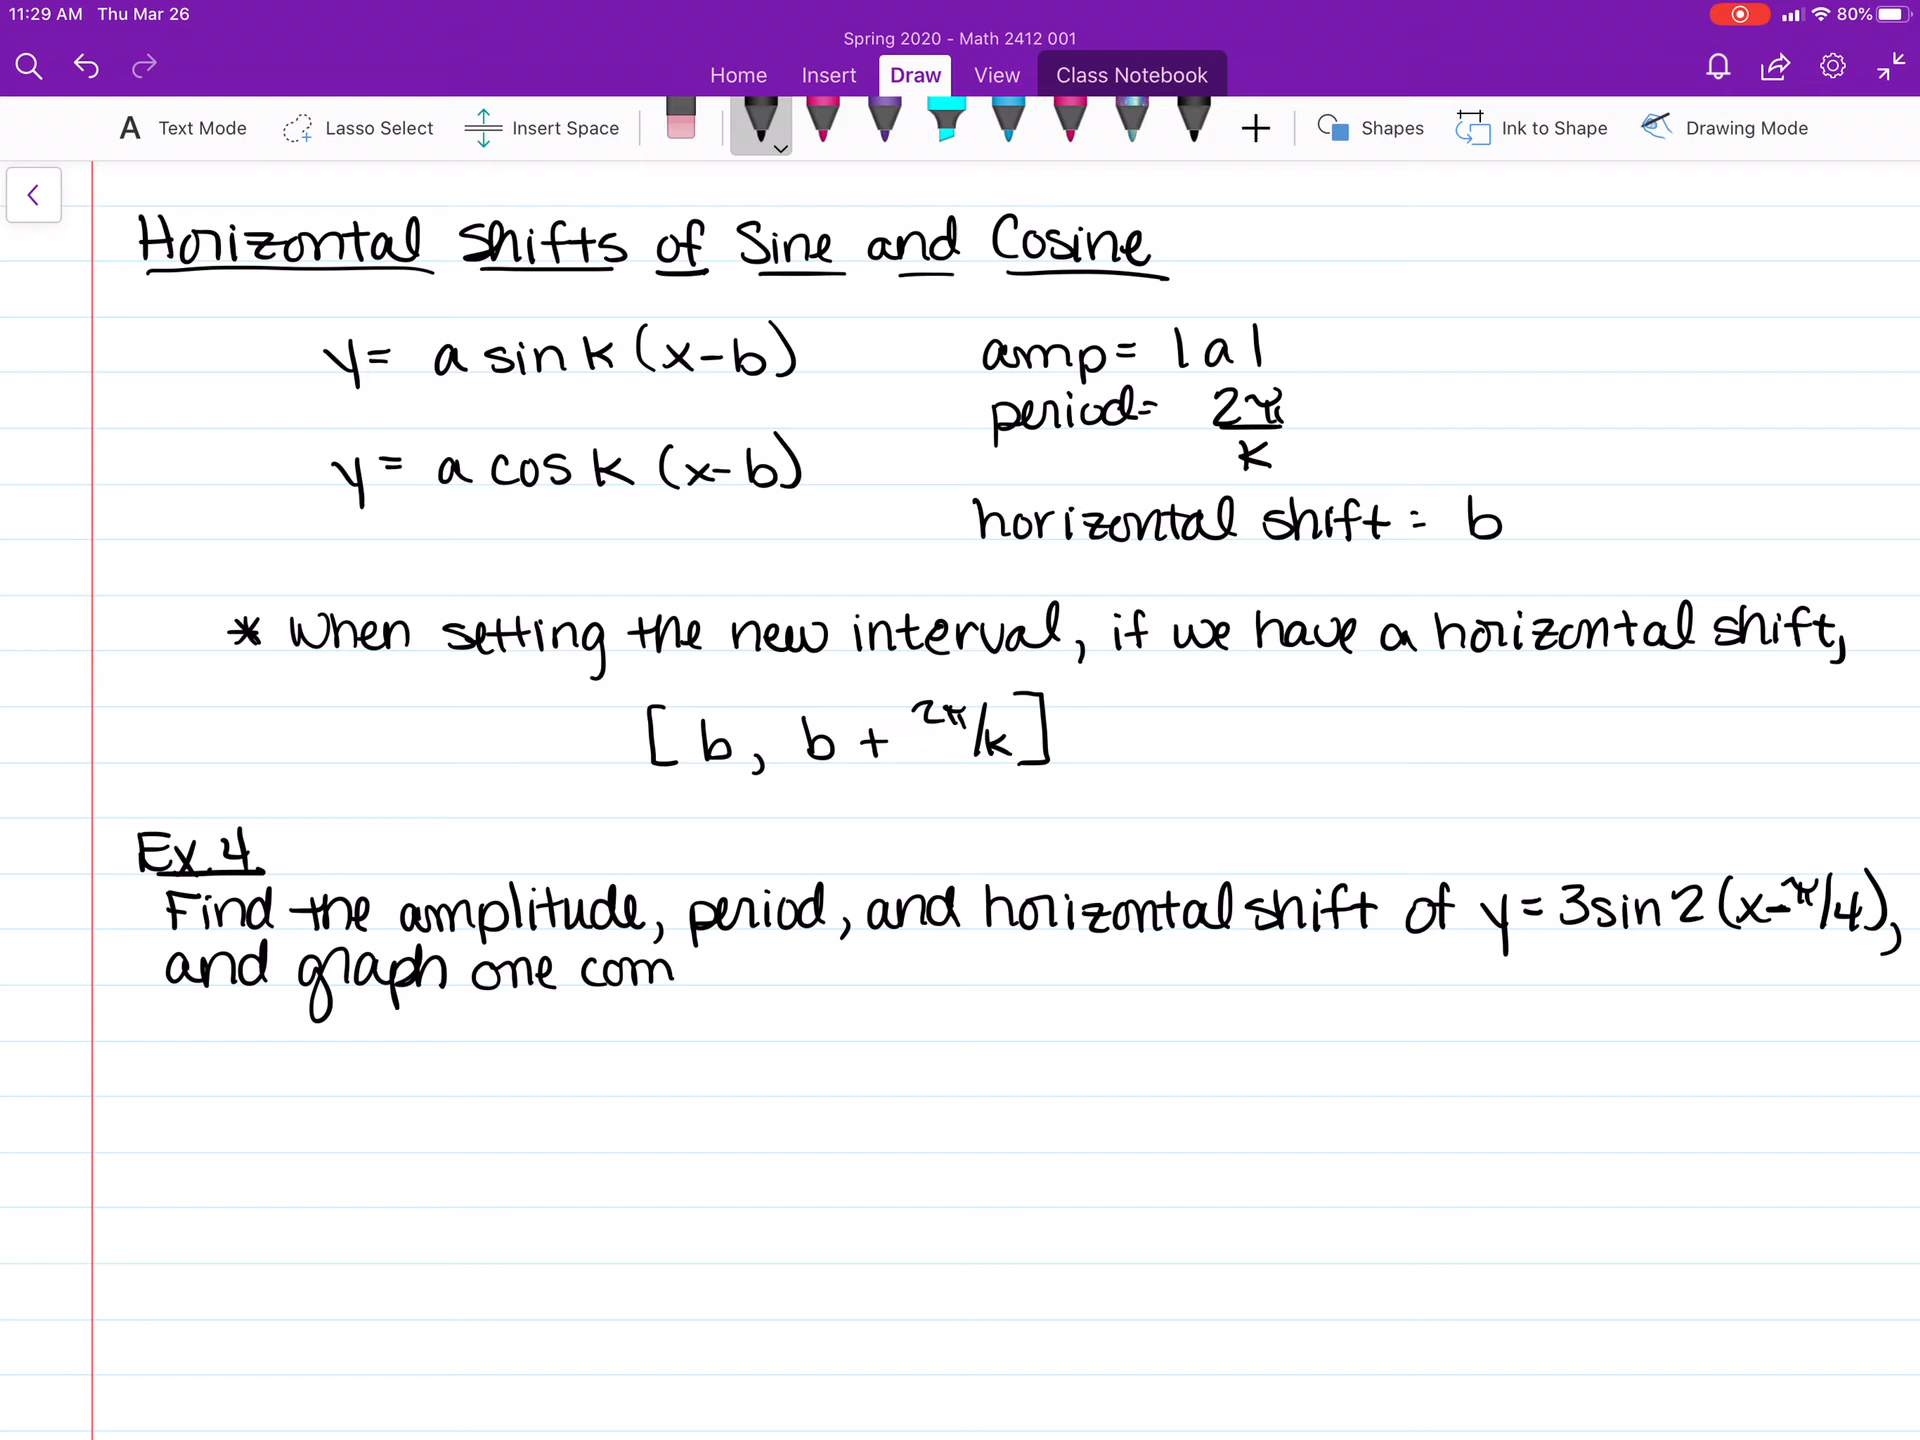 11:29 AM Thu Mar 26
80%
Spring 2020 - Math 2412 001
Home Insert Draw View Class Notebook
A Text Mode Lasso Select Insert Space Shapes Ink to Shape Drawing Mode
Horizontal shifts of Sine and Cosine
y = a sin k (x-b) amp = |a|
period = 2π/k
y = a cos k (x-b)
horizontal shift = b
* When setting the new interval, if we have a horizontal shift,
[b, b + 2π/k]
Ex. 4
Find the amplitude, period, and horizontal shift of y = 3 sin 2 (x-π/4),
and graph one com